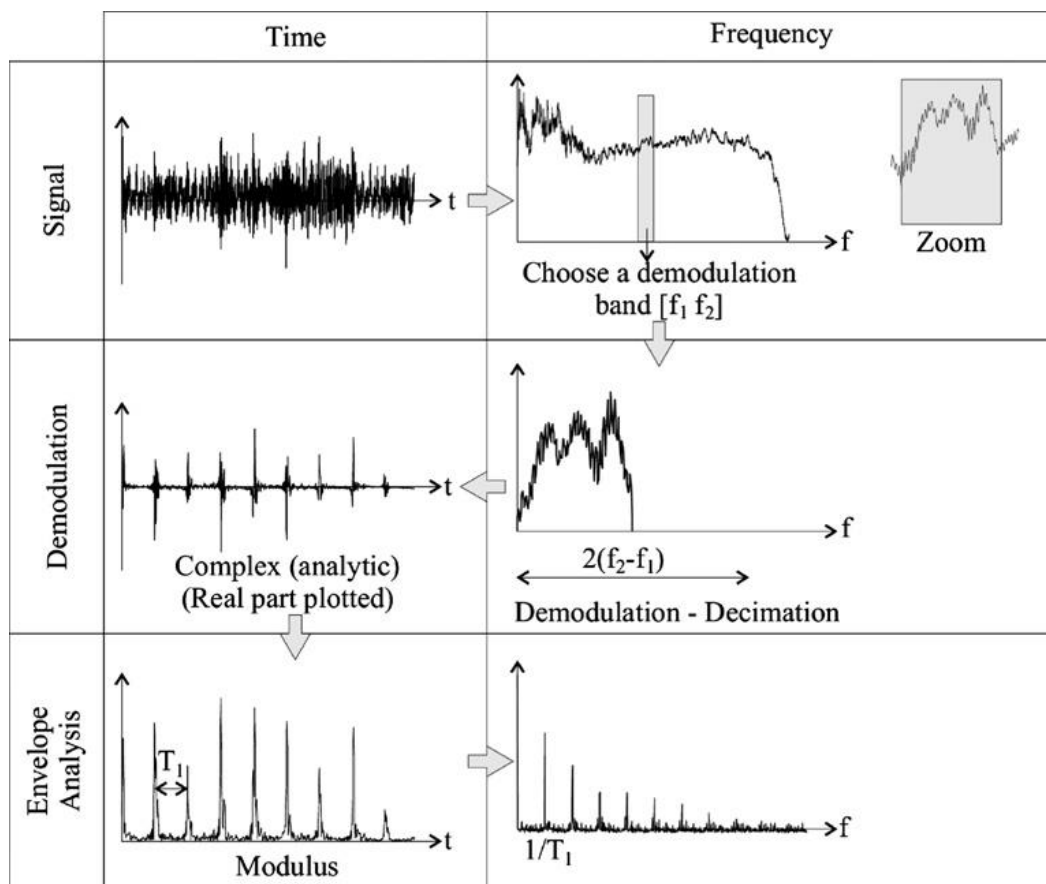 Time
Frequency
Signal
t
f
Choose a demodulation
band [f₁ f₂]
Zoom
Demodulation
t
Complex (analytic)
(Real part plotted)
f
2(f₂-f₁)
Demodulation - Decimation
Envelope
Analysis
T₁
t
Modulus
f
1/T₁